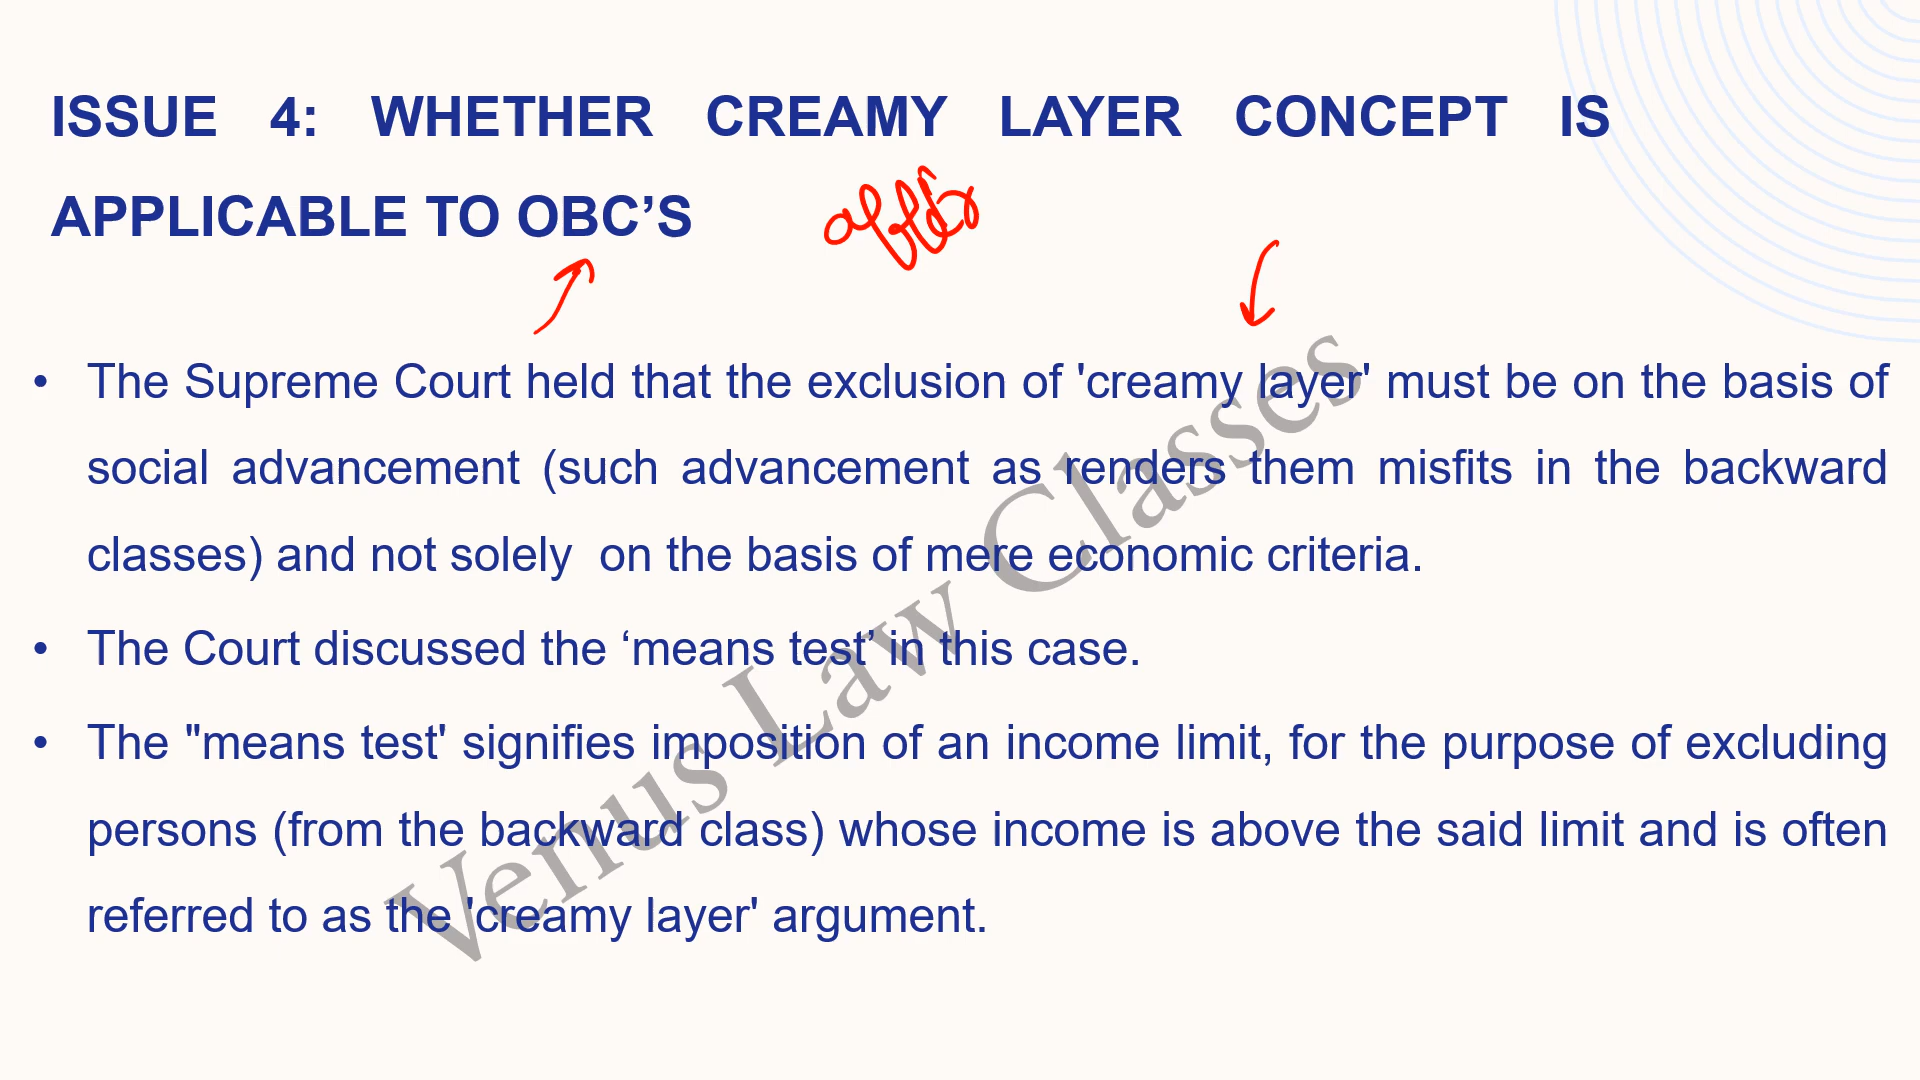 ISSUE 4: WHETHER CREAMY LAYER CONCEPT IS
APPLICABLE TO OBC’S
• The Supreme Court held that the exclusion of 'creamy layer' must be on the basis of
social advancement (such advancement as renders them misfits in the backward
classes) and not solely on the basis of mere economic criteria.
• The Court discussed the ‘means test’ in this case.
• The "means test' signifies imposition of an income limit, for the purpose of excluding
persons (from the backward class) whose income is above the said limit and is often
referred to as the 'creamy layer' argument.
Venus Law Classes